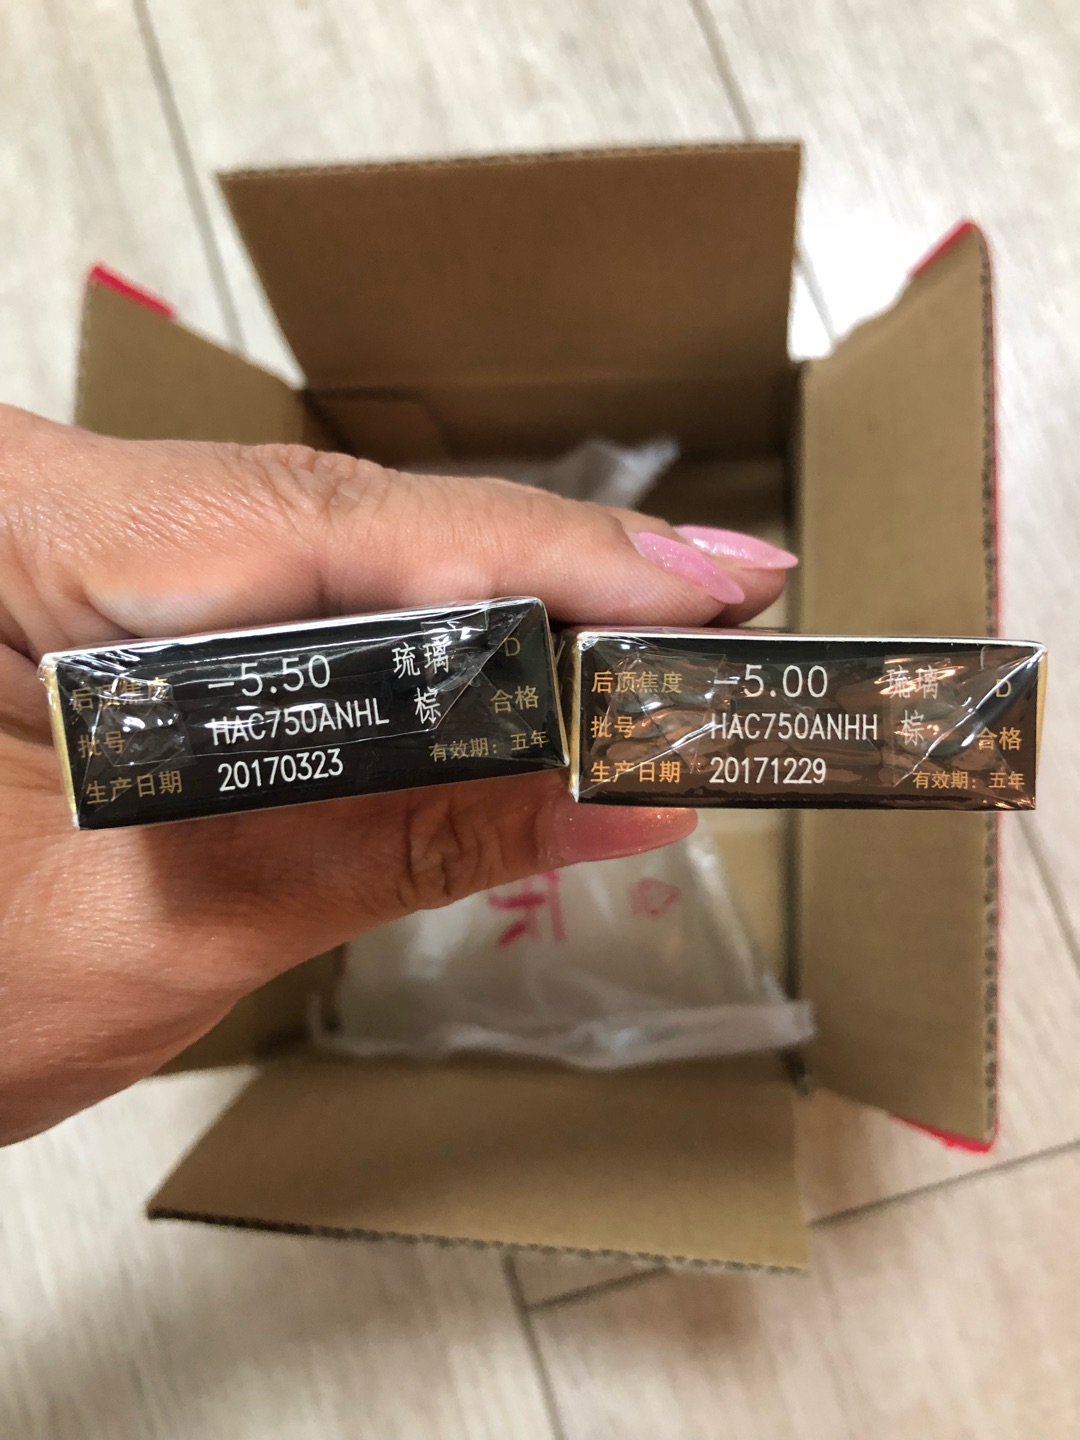 后顶焦度 -5.50 琉璃 D
批号 HAC750ANHL 棕 合格
生产日期 20170323 有效期：五年
后顶焦度 -5.00 琉璃 D
批号 HAC750ANHH 棕 合格
生产日期 20171229 有效期：五年